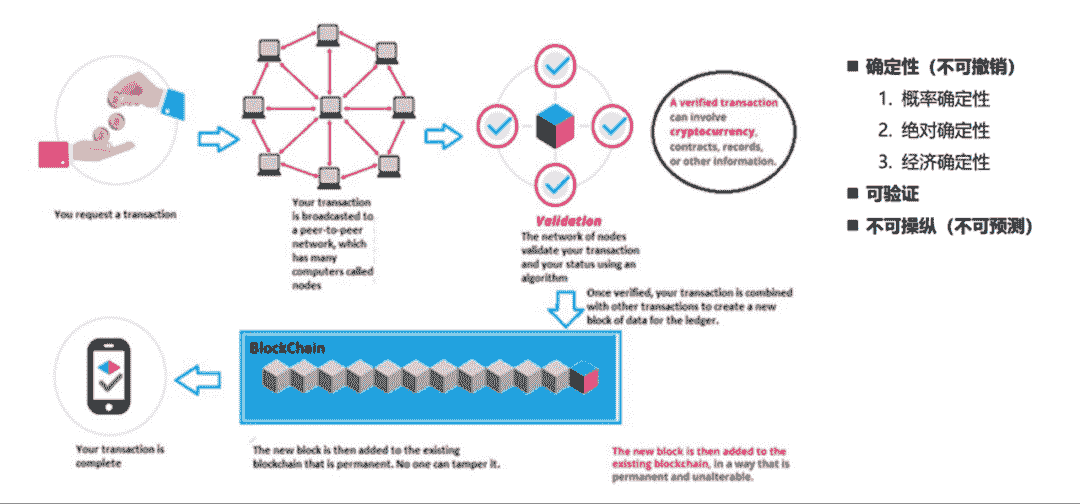 You request a transaction
Your transaction
is broadcasted to
a peer-to-peer
network, which
has many
computers called
nodes
Validation
The network of nodes
validate your transaction
and your status using an
algorithm
A verified transaction
can involve
cryptocurrency,
contracts, records,
or other information.
■ 确定性（不可撤销）
1. 概率确定性
2. 绝对确定性
3. 经济确定性
■ 可验证
■ 不可操纵（不可预测）
Once verified, your transaction is combined
with other transactions to create a new
block of data for the ledger.
BlockChain
The new block is then added to the existing
blockchain that is permanent. No one can tamper it.
The new block is then added to the
existing blockchain, in a way that is
permanent and unalterable.
Your transaction is
complete